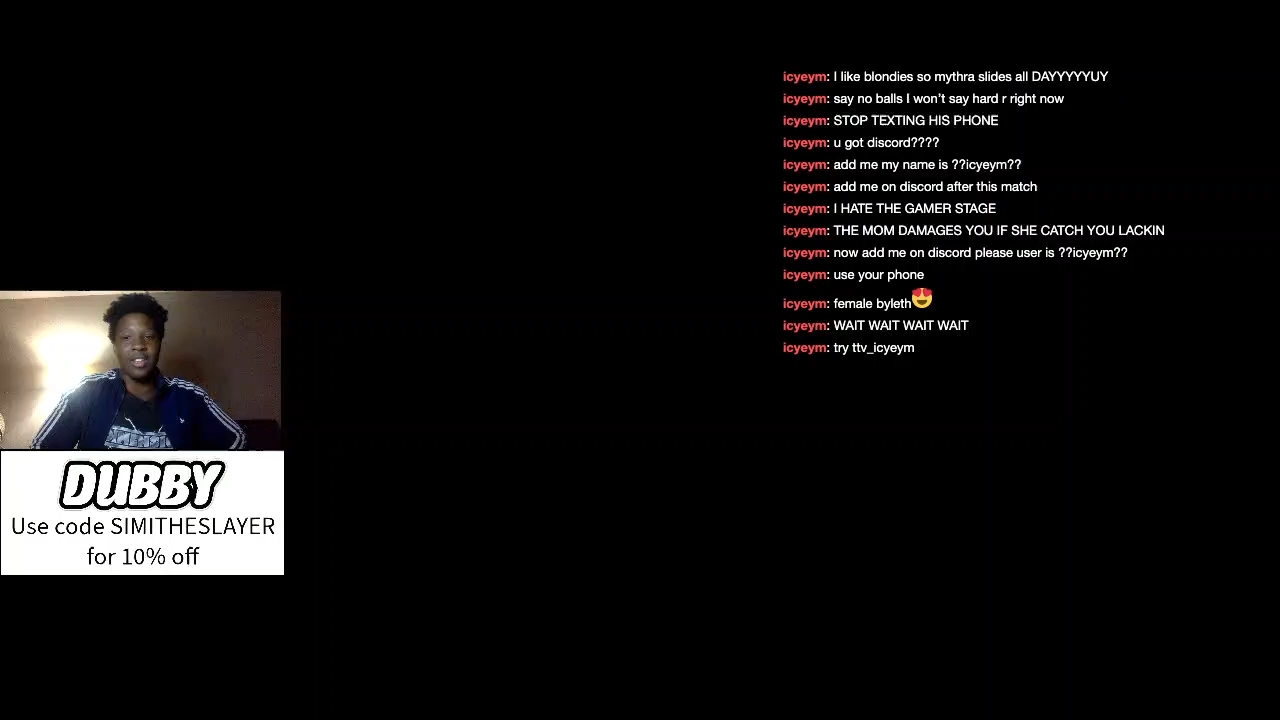 icyeym: I like blondies so mythra slides all DAYYYYYUY
icyeym: say no balls I won't say hard r right now
icyeym: STOP TEXTING HIS PHONE
icyeym: u got discord????
icyeym: add me my name is ??icyeym??
icyeym: add me on discord after this match
icyeym: I HATE THE GAMER STAGE
icyeym: THE MOM DAMAGES YOU IF SHE CATCH YOU LACKIN
icyeym: now add me on discord please user is ??icyeym??
icyeym: use your phone
icyeym: female byleth😍
icyeym: WAIT WAIT WAIT WAIT
icyeym: try ttv_icyeym
DUBBY
Use code SIMITHESLAYER
for 10% off